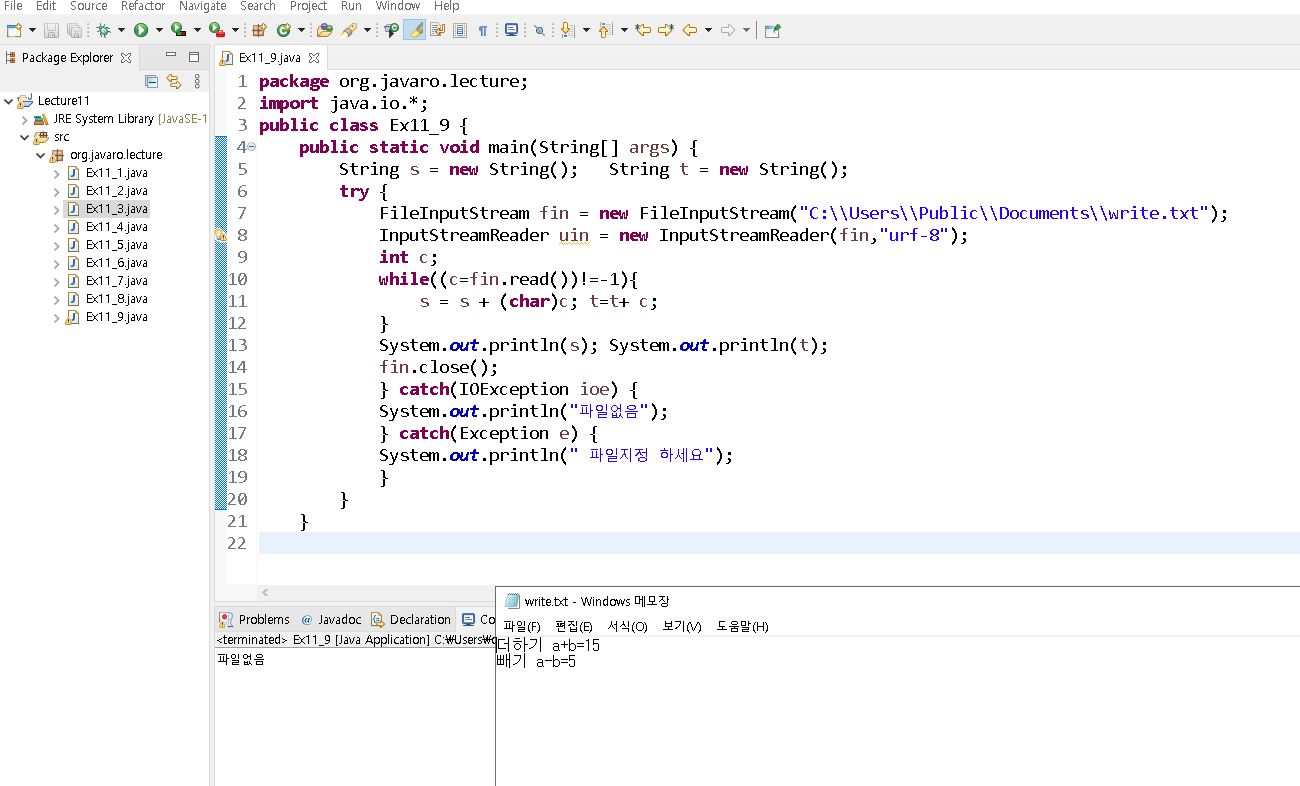 File Edit Source Refactor Navigate Search Project Run Window Help
Package Explorer
Ex11_9.java
Lecture11
JRE System Library [JavaSE-1
src
org.javaro.lecture
Ex11_1.java
Ex11_2.java
Ex11_3.java
Ex11_4.java
Ex11_5.java
Ex11_6.java
Ex11_7.java
Ex11_8.java
Ex11_9.java
1 package org.javaro.lecture;
2 import java.io.*;
3 public class Ex11_9 {
4 public static void main(String[] args) {
5 String s = new String(); String t = new String();
6 try {
7 FileInputStream fin = new FileInputStream("C:\\Users\\Public\\Documents\\write.txt");
8 InputStreamReader uin = new InputStreamReader(fin,"urf-8");
9 int c;
10 while((c=fin.read())!=-1){
11 s = s + (char)c; t=t+ c;
12 }
13 System.out.println(s); System.out.println(t);
14 fin.close();
15 } catch(IOException ioe) {
16 System.out.println("파일없음");
17 } catch(Exception e) {
18 System.out.println(" 파일지정 하세요");
19 }
20 }
21 }
22
Problems @ Javadoc Declaration Co
<terminated> Ex11_9 [Java Application] C:₩Users₩q
파일없음
write.txt - Windows 메모장
파일(F) 편집(E) 서식(O) 보기(V) 도움말(H)
더하기 a+b=15
빼기 a-b=5